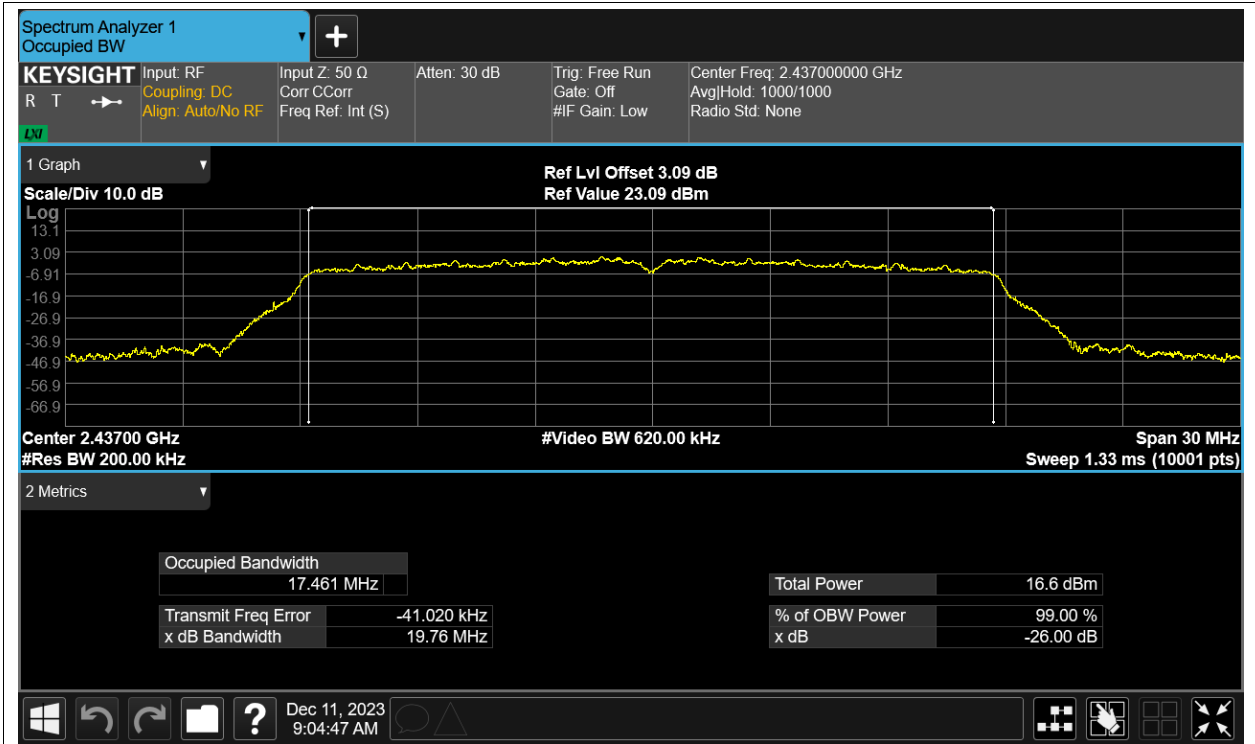 Spectrum Analyzer 1
Occupied BW
KEYSIGHT
R T
LXI
Input: RF
Coupling: DC
Align: Auto/No RF
Input Z: 50 Ω
Corr CCorr
Freq Ref: Int (S)
Atten: 30 dB
Trig: Free Run
Gate: Off
#IF Gain: Low
Center Freq: 2.437000000 GHz
Avg|Hold: 1000/1000
Radio Std: None
1 Graph
Scale/Div 10.0 dB
Ref Lvl Offset 3.09 dB
Ref Value 23.09 dBm
Log
13.1
3.09
-6.91
-16.9
-26.9
-36.9
-46.9
-56.9
-66.9
Center 2.43700 GHz
#Video BW 620.00 kHz
Span 30 MHz
#Res BW 200.00 kHz
Sweep 1.33 ms (10001 pts)
2 Metrics
Occupied Bandwidth
17.461 MHz
Total Power 16.6 dBm
Transmit Freq Error -41.020 kHz
% of OBW Power 99.00 %
x dB Bandwidth 19.76 MHz
x dB -26.00 dB
?
Dec 11, 2023
9:04:47 AM